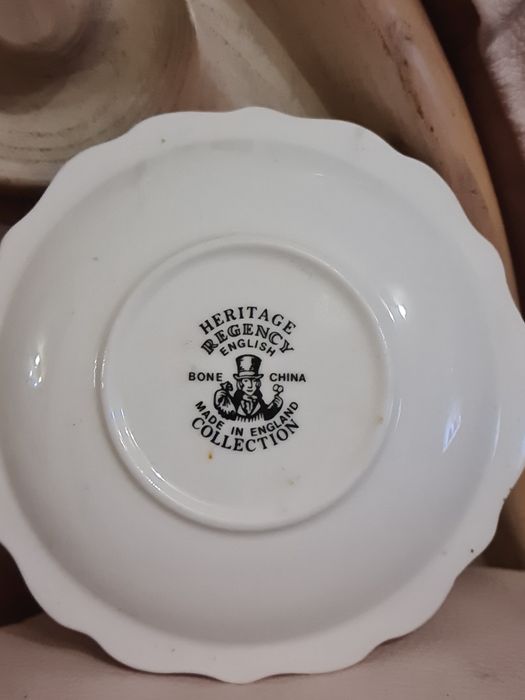 HERITAGE
REGENCY
ENGLISH
BONE CHINA
MADE IN ENGLAND
COLLECTION